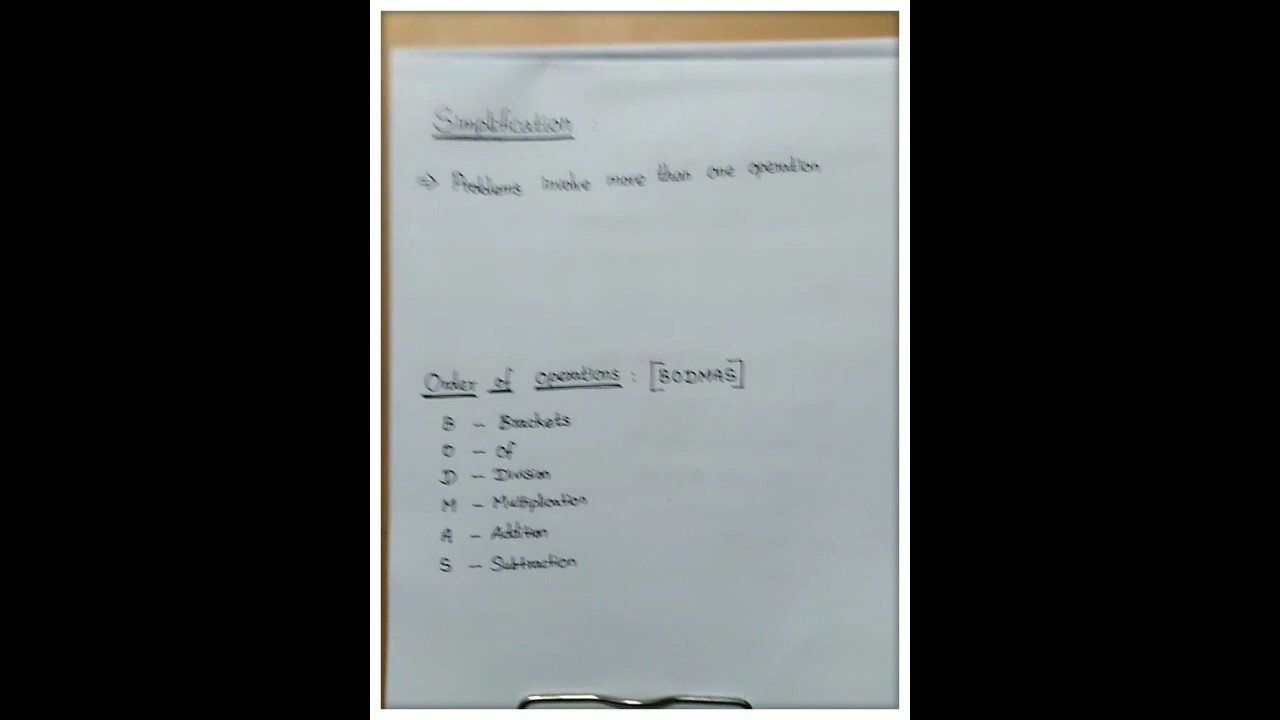 Simplification :
⇒ Problems involve more than one operation
Order of operations : [BODMAS]
B - Brackets
O - Of
D - Division
M - Multiplication
A - Addition
S - Subtraction